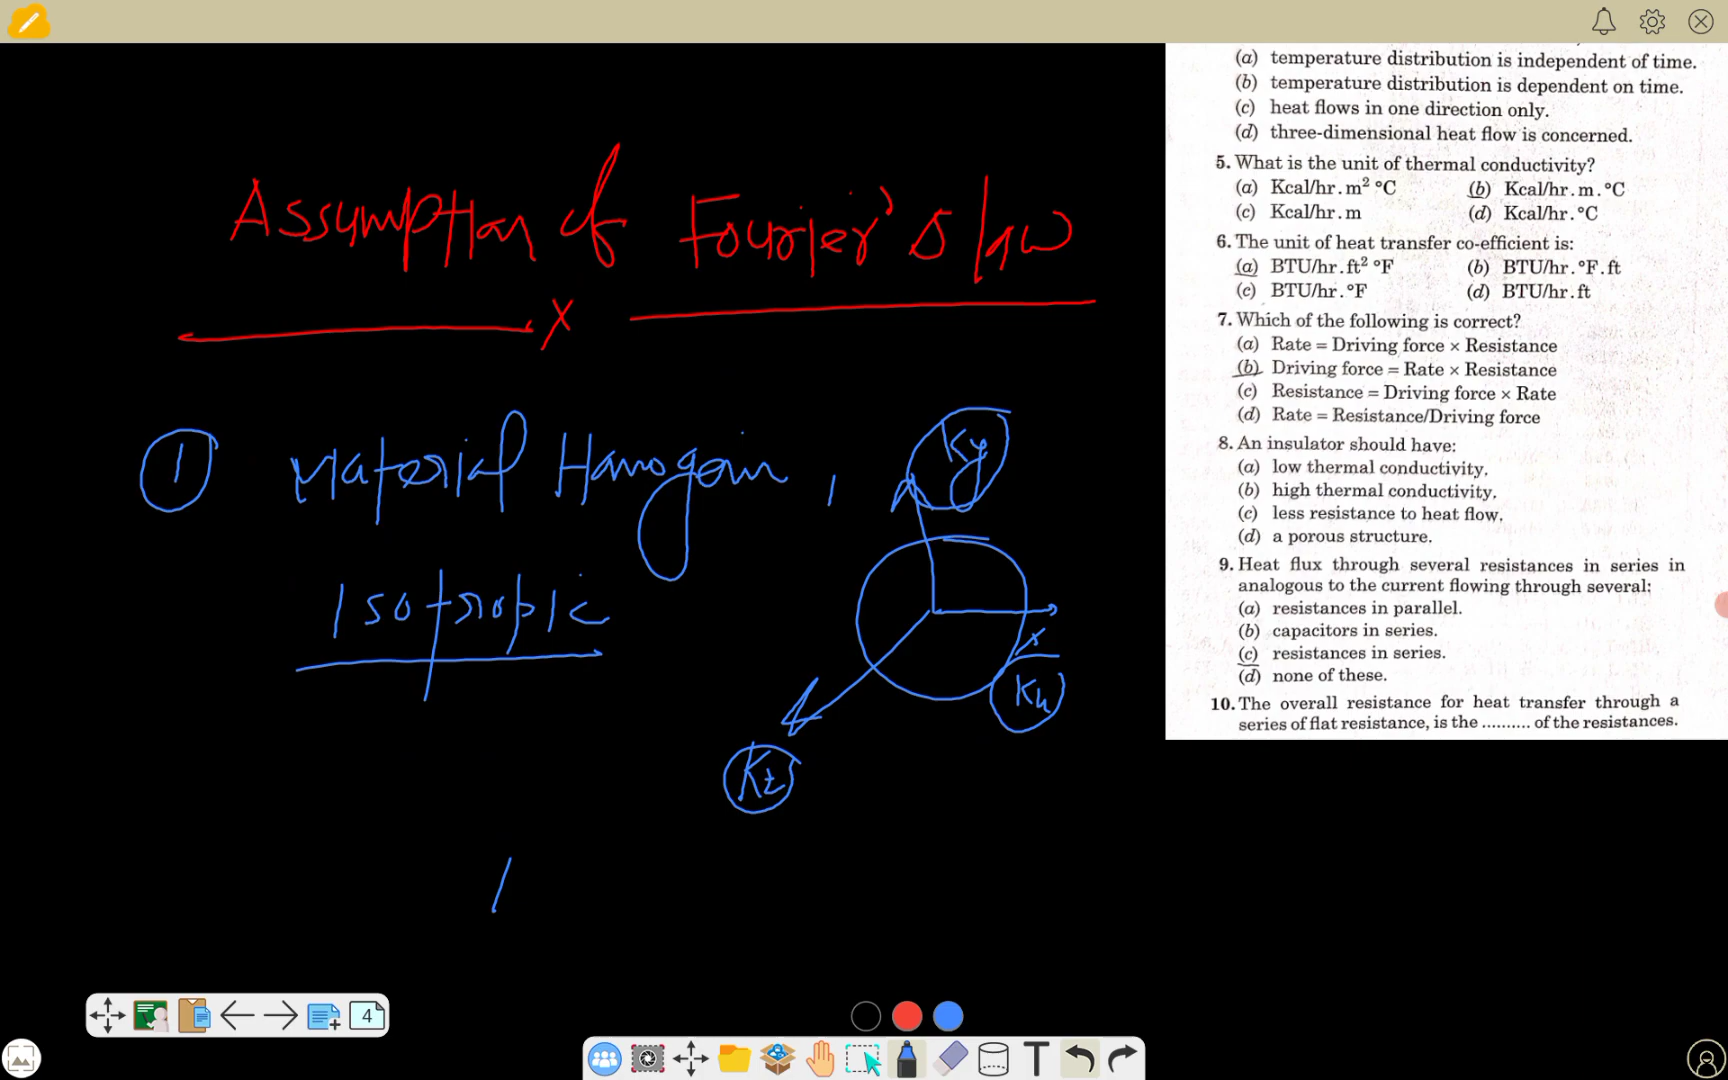 Assumption of Fourier's law
x
1 Material Homogein,
Isotropic
Ky
x
Kz
4
(a) temperature distribution is independent of time.
(b) temperature distribution is dependent on time.
(c) heat flows in one direction only.
(d) three-dimensional heat flow is concerned.
5. What is the unit of thermal conductivity?
(a) Kcal/hr.m² °C (b) Kcal/hr.m.°C
(c) Kcal/hr.m (d) Kcal/hr.°C
6. The unit of heat transfer co-efficient is:
(a) BTU/hr.ft² °F (b) BTU/hr.°F.ft
(c) BTU/hr.°F (d) BTU/hr.ft
7. Which of the following is correct?
(a) Rate = Driving force × Resistance
(b) Driving force = Rate × Resistance
(c) Resistance = Driving force × Rate
(d) Rate = Resistance/Driving force
8. An insulator should have:
(a) low thermal conductivity.
(b) high thermal conductivity.
(c) less resistance to heat flow.
(d) a porous structure.
9. Heat flux through several resistances in series in
analogous to the current flowing through several:
(a) resistances in parallel.
(b) capacitors in series.
(c) resistances in series.
(d) none of these.
10. The overall resistance for heat transfer through a
series of flat resistance, is the .......... of the resistances.